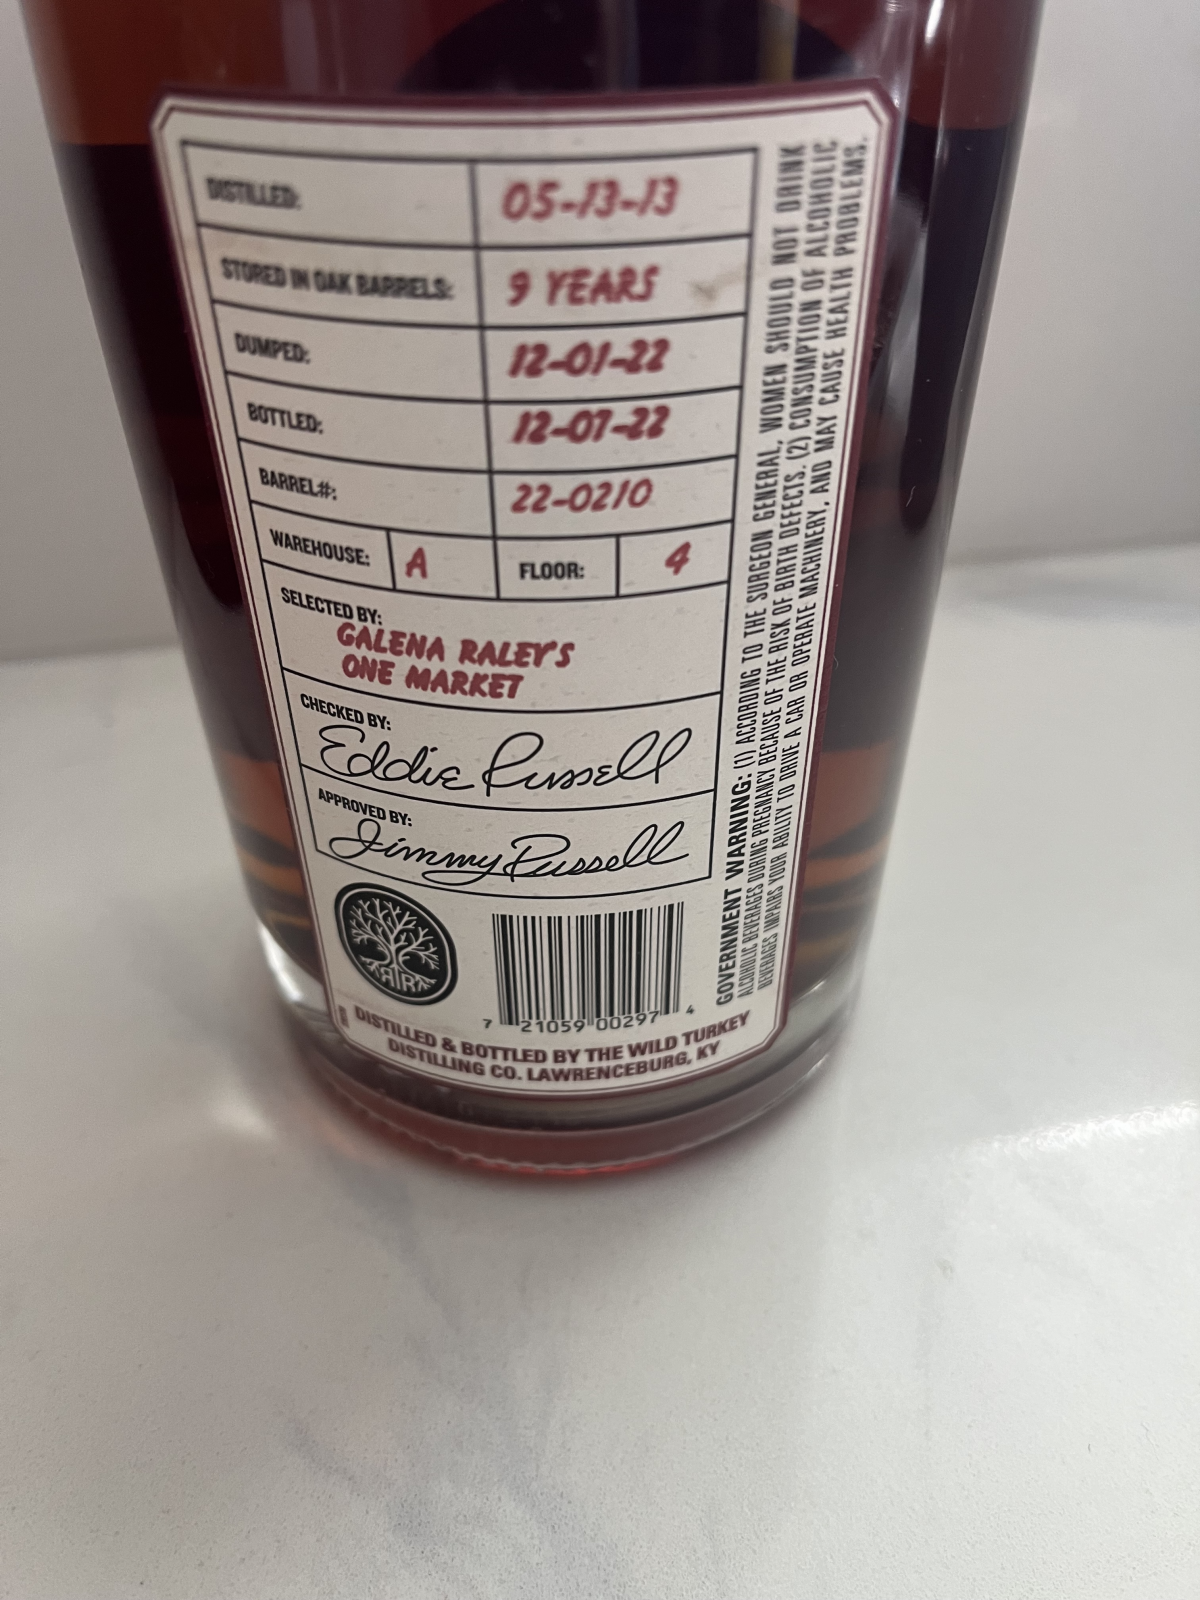 DISTILLED: 05-13-13
STORED IN OAK BARRELS: 9 YEARS
DUMPED: 12-01-22
BOTTLED: 12-07-22
BARREL#: 22-0210
WAREHOUSE: A FLOOR: 4
SELECTED BY:
GALENA RALEY'S
ONE MARKET
CHECKED BY:
Eddie Russell
APPROVED BY:
Jimmy Russell
RTR
7 21059 00297 4
DISTILLED & BOTTLED BY THE WILD TURKEY
DISTILLING CO. LAWRENCEBURG, KY
GOVERNMENT WARNING: (1) ACCORDING TO THE SURGEON GENERAL, WOMEN SHOULD NOT DRINK
ALCOHOLIC BEVERAGES DURING PREGNANCY BECAUSE OF THE RISK OF BIRTH DEFECTS. (2) CONSUMPTION OF ALCOHOLIC
BEVERAGES IMPAIRS YOUR ABILITY TO DRIVE A CAR OR OPERATE MACHINERY, AND MAY CAUSE HEALTH PROBLEMS.